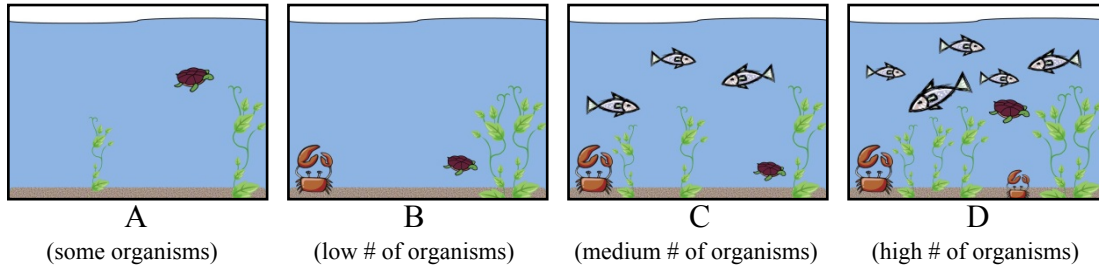 A
(some organisms)
B
(low # of organisms)
C
(medium # of organisms)
D
(high # of organisms)